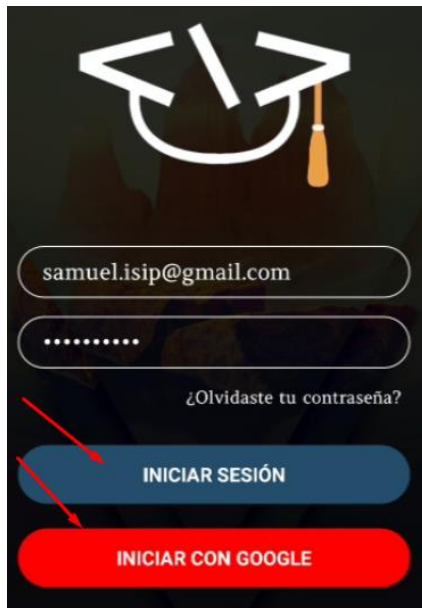 samuel.isip@gmail.com
••••••••••
¿Olvidaste tu contraseña?
INICIAR SESIÓN
INICIAR CON GOOGLE